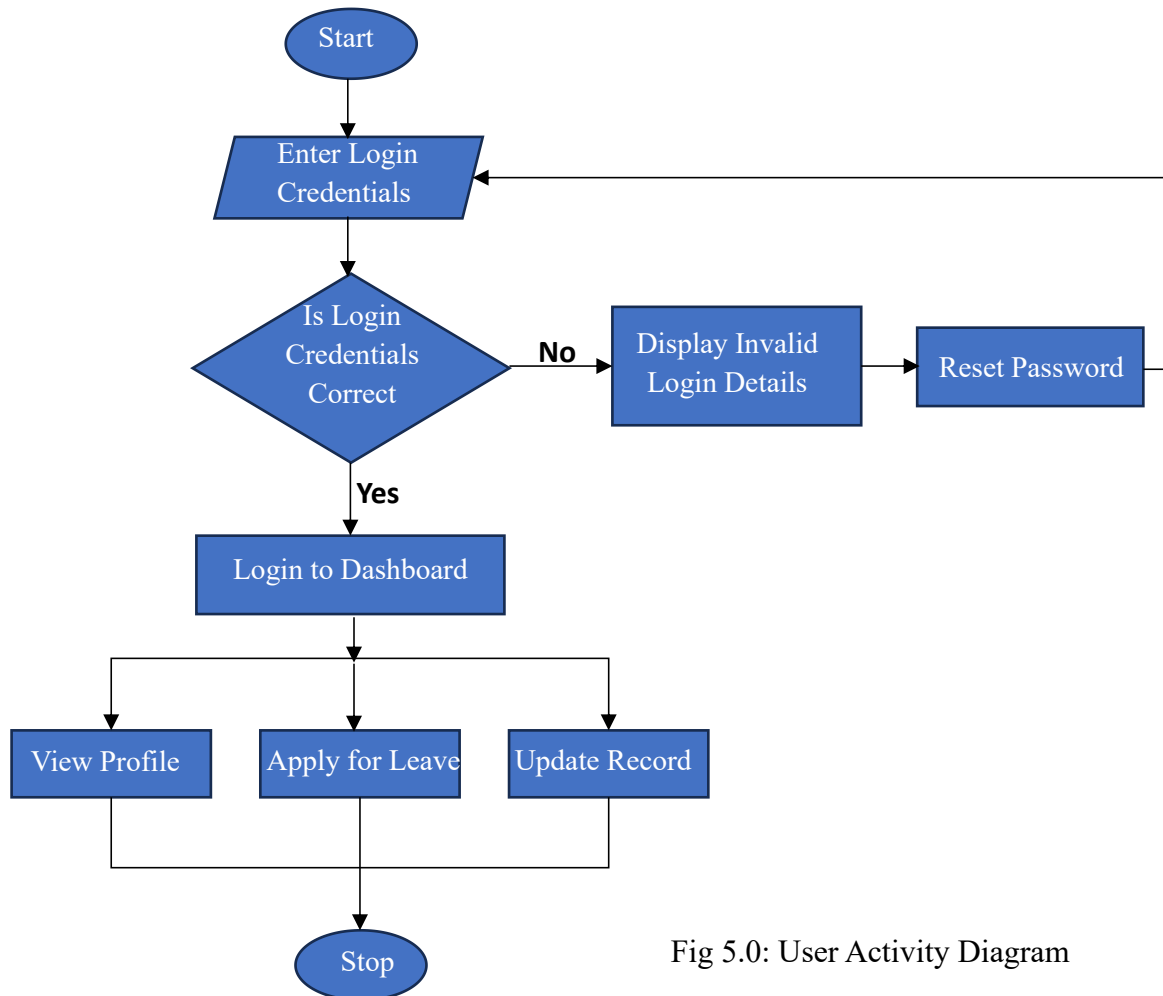 Start
Enter Login
Credentials
Is Login
Credentials
Correct
No
Display Invalid
Login Details
Reset Password
Yes
Login to Dashboard
View Profile
Apply for Leave
Update Record
Stop
Fig 5.0: User Activity Diagram